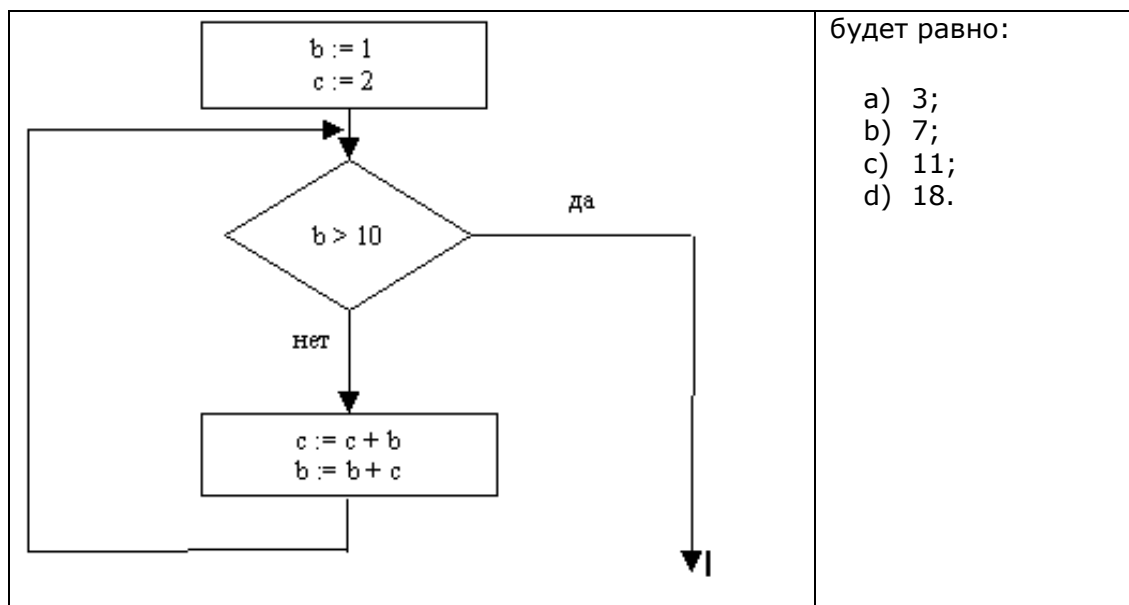 b := 1
c := 2
b > 10
да
нет
c := c + b
b := b + c
будет равно:
a) 3;
b) 7;
c) 11;
d) 18.